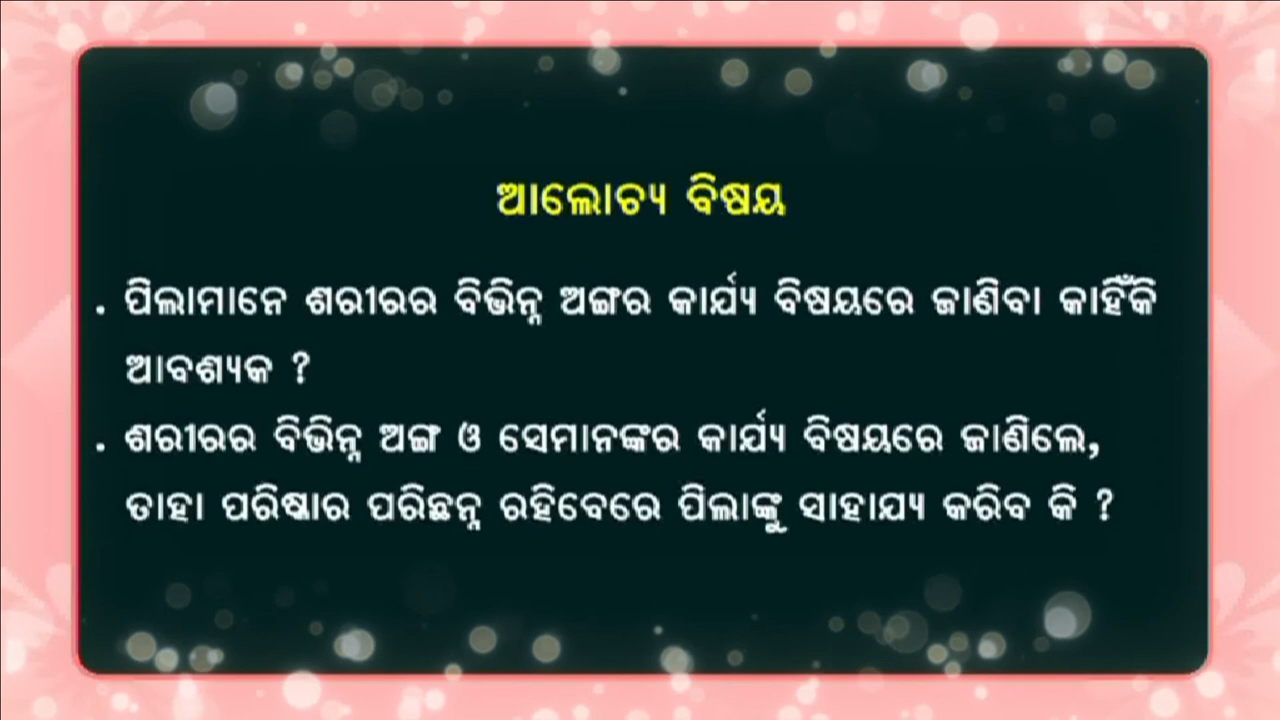 ଆଲୋଚ୍ୟ ବିଷୟ
. ପିଲାମାନେ ଶରୀରର ବିଭିନ୍ନ ଅଙ୍ଗର କାର୍ଯ୍ୟ ବିଷୟରେ ଜାଣିବା କାହିଁକି
ଆବଶ୍ୟକ ?
. ଶରୀରର ବିଭିନ୍ନ ଅଙ୍ଗ ଓ ସେମାନଙ୍କର କାର୍ଯ୍ୟ ବିଷୟରେ ଜାଣିଲେ,
ତାହା ପରିଷ୍କାର ପରିଛନ୍ନ ରହିବେରେ ପିଲାଙ୍କୁ ସାହାଯ୍ୟ କରିବ କି ?